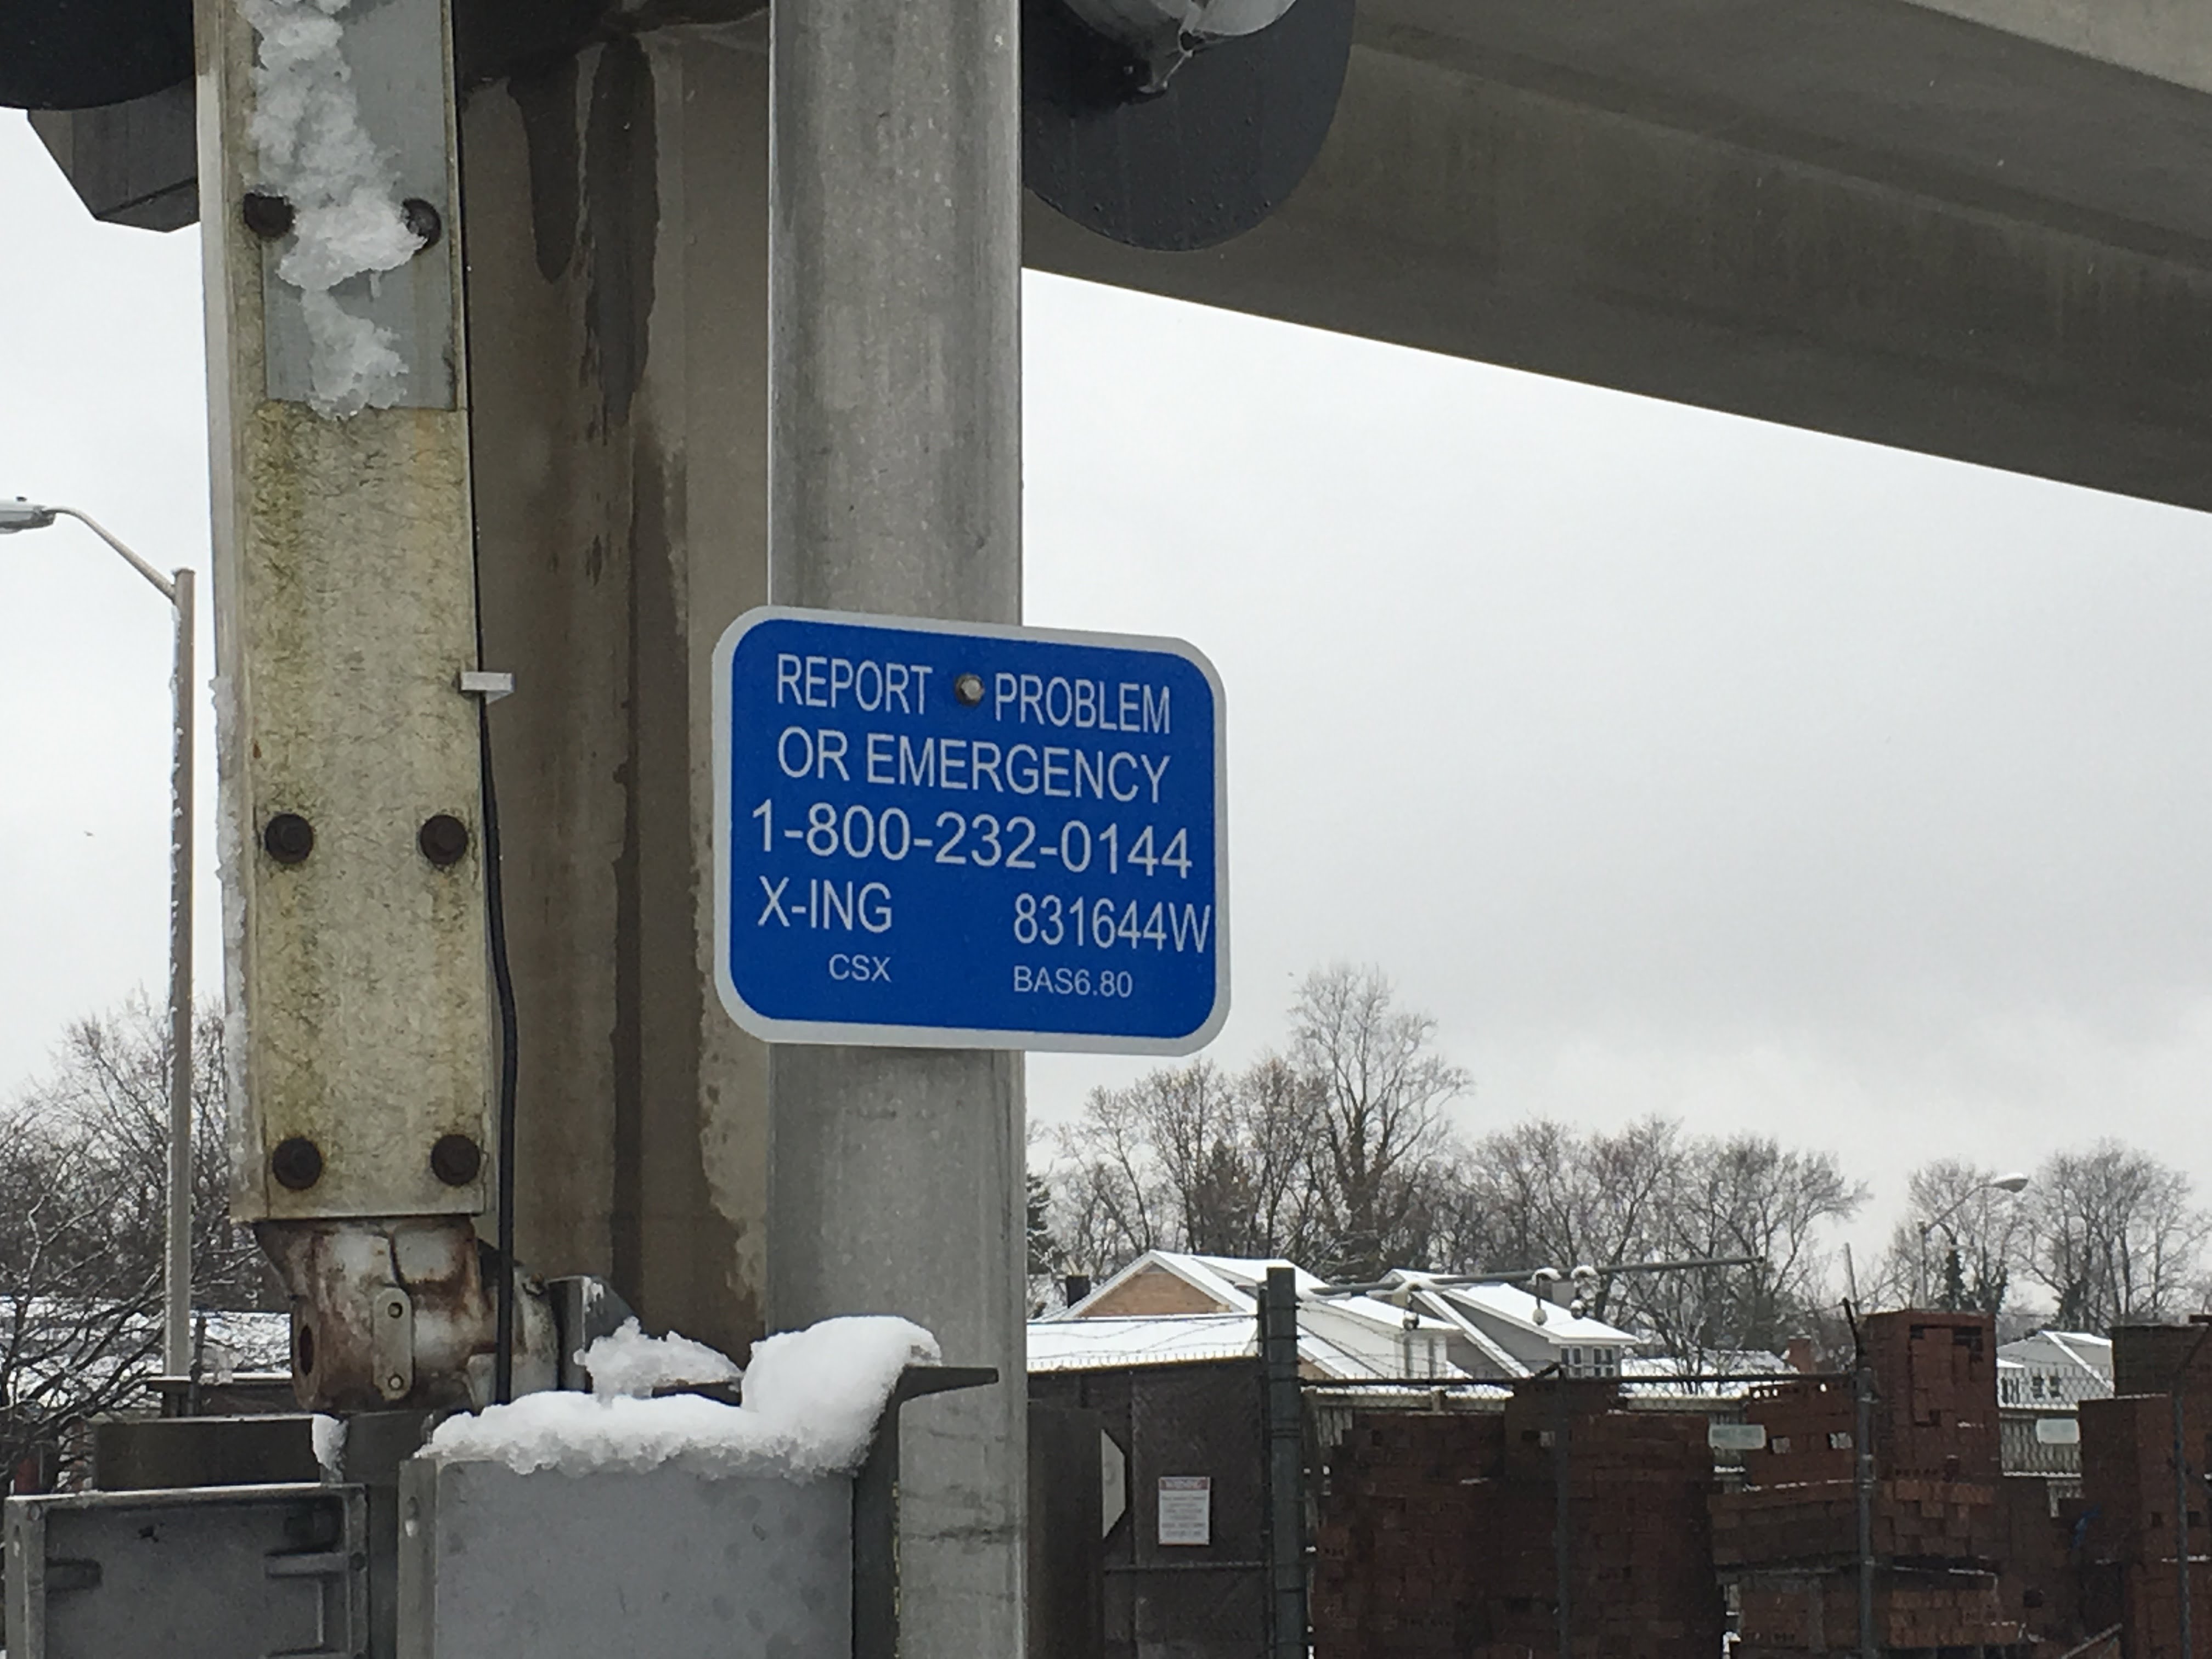 REPORT PROBLEM
OR EMERGENCY
1-800-232-0144
X-ING 831644W
CSX BAS6.80